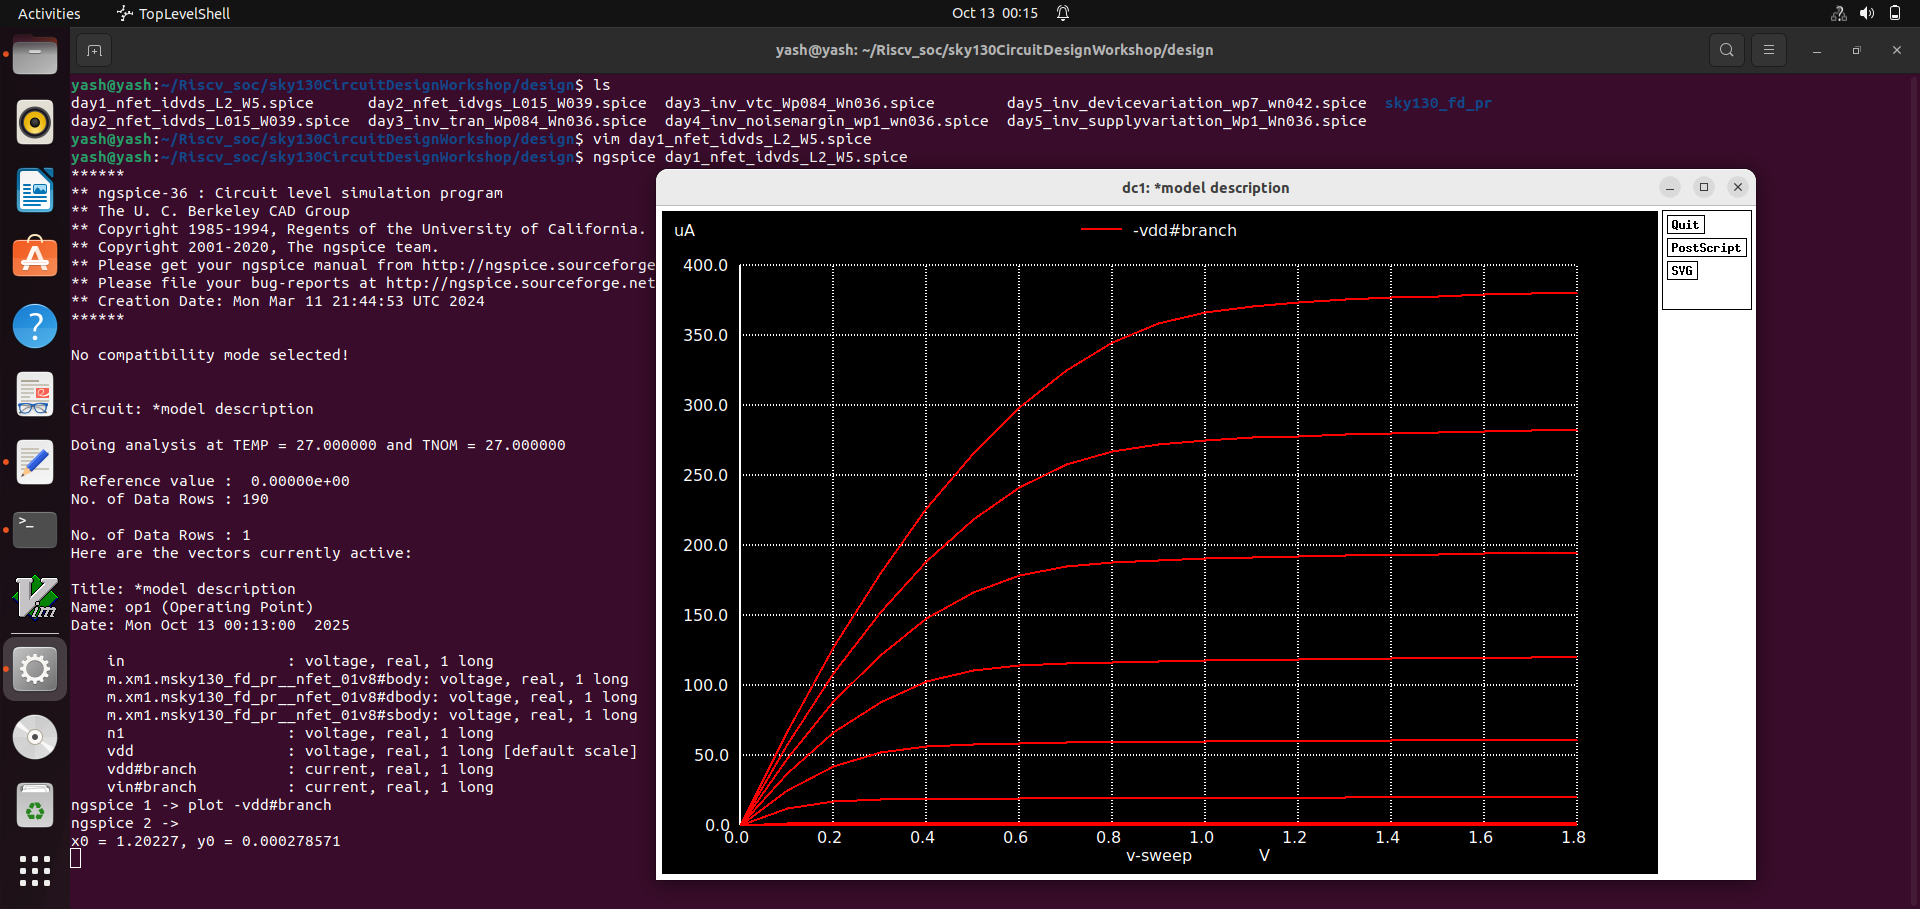 Activities
TopLevelShell
Oct 13 00:15
yash@yash: ~/Riscv_soc/sky130CircuitDesignWorkshop/design
yash@yash:~/Riscv_soc/sky130CircuitDesignWorkshop/design$ ls
day1_nfet_idvds_L2_W5.spice day2_nfet_idvgs_L015_W039.spice day3_inv_vtc_Wp084_Wn036.spice day5_inv_devicevariation_wp7_wn042.spice sky130_fd_pr
day2_nfet_idvds_L015_W039.spice day3_inv_tran_Wp084_Wn036.spice day4_inv_noisemargin_wp1_wn036.spice day5_inv_supplyvariation_Wp1_Wn036.spice
yash@yash:~/Riscv_soc/sky130CircuitDesignWorkshop/design$ vim day1_nfet_idvds_L2_W5.spice
yash@yash:~/Riscv_soc/sky130CircuitDesignWorkshop/design$ ngspice day1_nfet_idvds_L2_W5.spice
******
** ngspice-36 : Circuit level simulation program
** The U. C. Berkeley CAD Group
** Copyright 1985-1994, Regents of the University of California.
** Copyright 2001-2020, The ngspice team.
** Please get your ngspice manual from http://ngspice.sourceforge
** Please file your bug-reports at http://ngspice.sourceforge.net
** Creation Date: Mon Mar 11 21:44:53 UTC 2024
******
No compatibility mode selected!
Circuit: *model description
Doing analysis at TEMP = 27.000000 and TNOM = 27.000000
Reference value : 0.00000e+00
No. of Data Rows : 190
No. of Data Rows : 1
Here are the vectors currently active:
Title: *model description
Name: op1 (Operating Point)
Date: Mon Oct 13 00:13:00 2025
in : voltage, real, 1 long
m.xm1.msky130_fd_pr__nfet_01v8#body: voltage, real, 1 long
m.xm1.msky130_fd_pr__nfet_01v8#dbody: voltage, real, 1 long
m.xm1.msky130_fd_pr__nfet_01v8#sbody: voltage, real, 1 long
n1 : voltage, real, 1 long
vdd : voltage, real, 1 long [default scale]
vdd#branch : current, real, 1 long
vin#branch : current, real, 1 long
ngspice 1 -> plot -vdd#branch
ngspice 2 ->
x0 = 1.20227, y0 = 0.000278571
dc1: *model description
Quit
PostScript
SVG
uA
-vdd#branch
400.0
350.0
300.0
250.0
200.0
150.0
100.0
50.0
0.0
0.0 0.2 0.4 0.6 0.8 1.0 1.2 1.4 1.6 1.8
v-sweep V